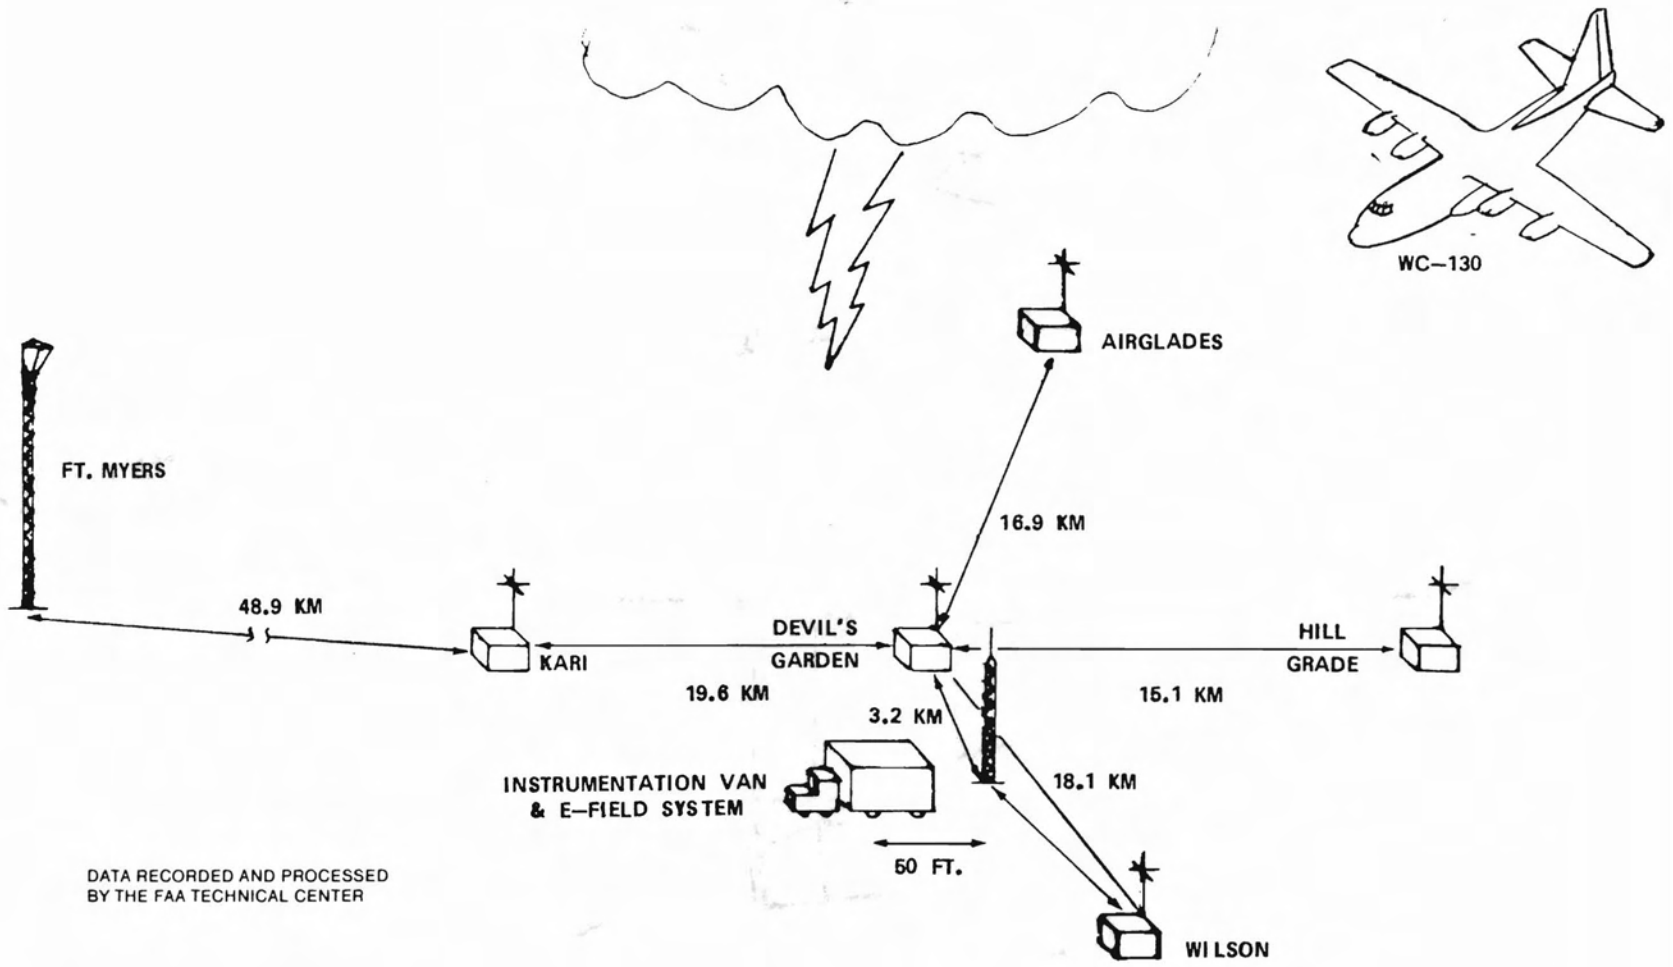 WC-130
AIRGLADES
FT. MYERS
16.9 KM
48.9 KM
DEVIL'S
GARDEN
HILL
GRADE
KARI
19.6 KM
15.1 KM
3.2 KM
INSTRUMENTATION VAN
& E-FIELD SYSTEM
18.1 KM
50 FT.
DATA RECORDED AND PROCESSED
BY THE FAA TECHNICAL CENTER
WILSON